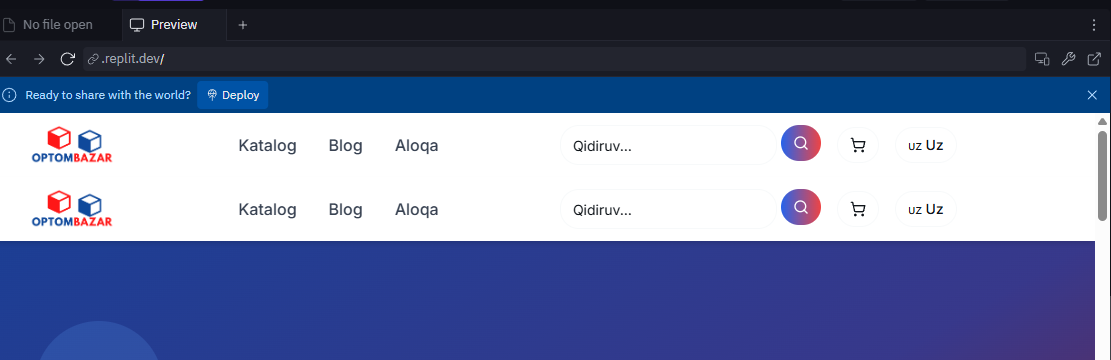 No file open Preview
.replit.dev/
Ready to share with the world? Deploy
OPTOMBAZAR Katalog Blog Aloqa Qidiruv... UZ Uz
OPTOMBAZAR Katalog Blog Aloqa Qidiruv... UZ Uz